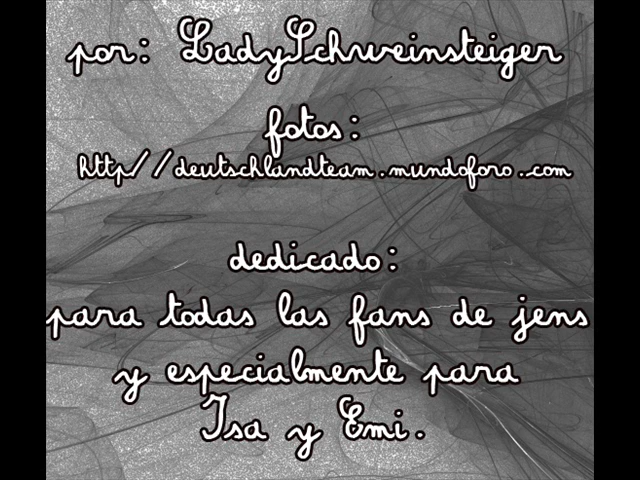 por: LadySchweinsteiger
fotos:
http//deutschlandteam.mundoforo.com
dedicado:
para todas las fans de jens
y especialmente para
Isa y Emi.